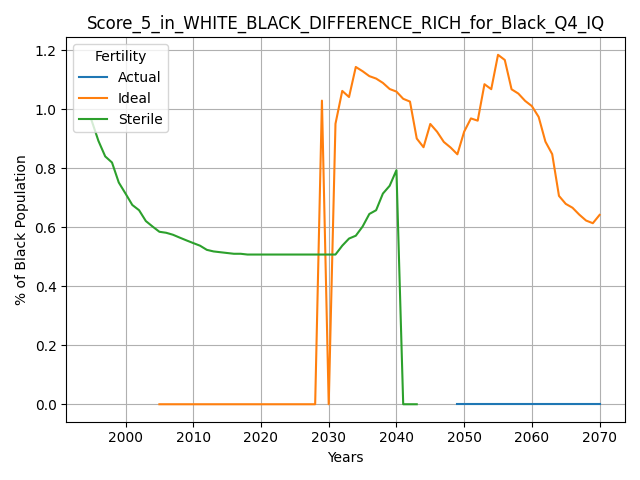 Score_5_in_WHITE_BLACK_DIFFERENCE_RICH_for_Black_Q4_IQ
Fertility
Actual
Ideal
Sterile
% of Black Population
1.2
1.0
0.8
0.6
0.4
0.2
0.0
2000 2010 2020 2030 2040 2050 2060 2070
Years